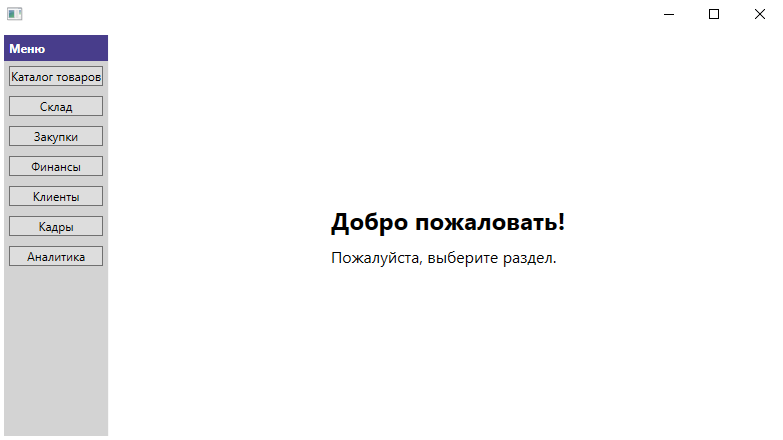 Меню
Каталог товаров
Склад
Закупки
Финансы
Клиенты
Кадры
Аналитика
Добро пожаловать!
Пожалуйста, выберите раздел.